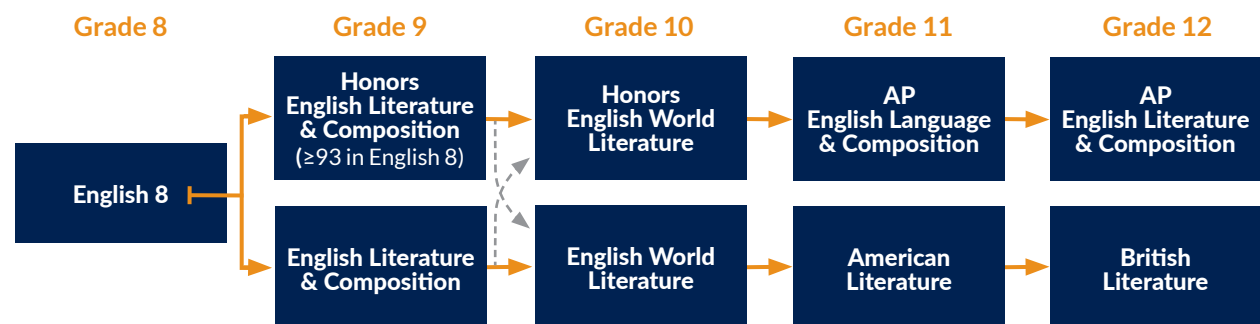 Grade 8
Grade 9
Grade 10
Grade 11
Grade 12
English 8
Honors
English Literature
& Composition
(≥93 in English 8)
Honors
English World
Literature
AP
English Language
& Composition
AP
English Literature
& Composition
English Literature
& Composition
English World
Literature
American
Literature
British
Literature